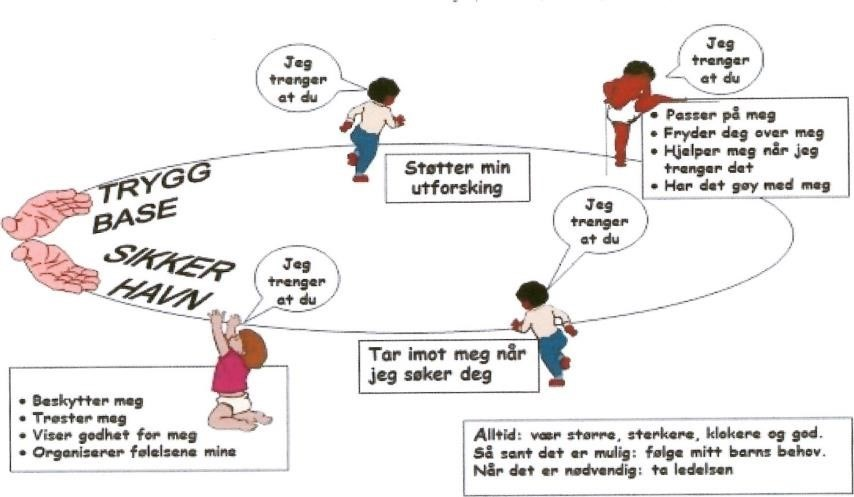 Jeg
trenger
at du
Jeg
trenger
at du
• Passer på meg
• Fryder deg over meg
• Hjelper meg når jeg
trenger det
• Har det gøy med meg
Støtter min
utforsking
TRYGG
BASE
SIKKER
HAVN
Jeg
trenger
at du
Jeg
trenger
at du
Tar imot meg når
jeg søker deg
• Beskytter meg
• Trøster meg
• Viser godhet for meg
• Organiserer følelsene mine
Alltid: vær større, sterkere, klokere og god.
Så sant det er mulig: følge mitt barns behov.
Når det er nødvendig: ta ledelsen